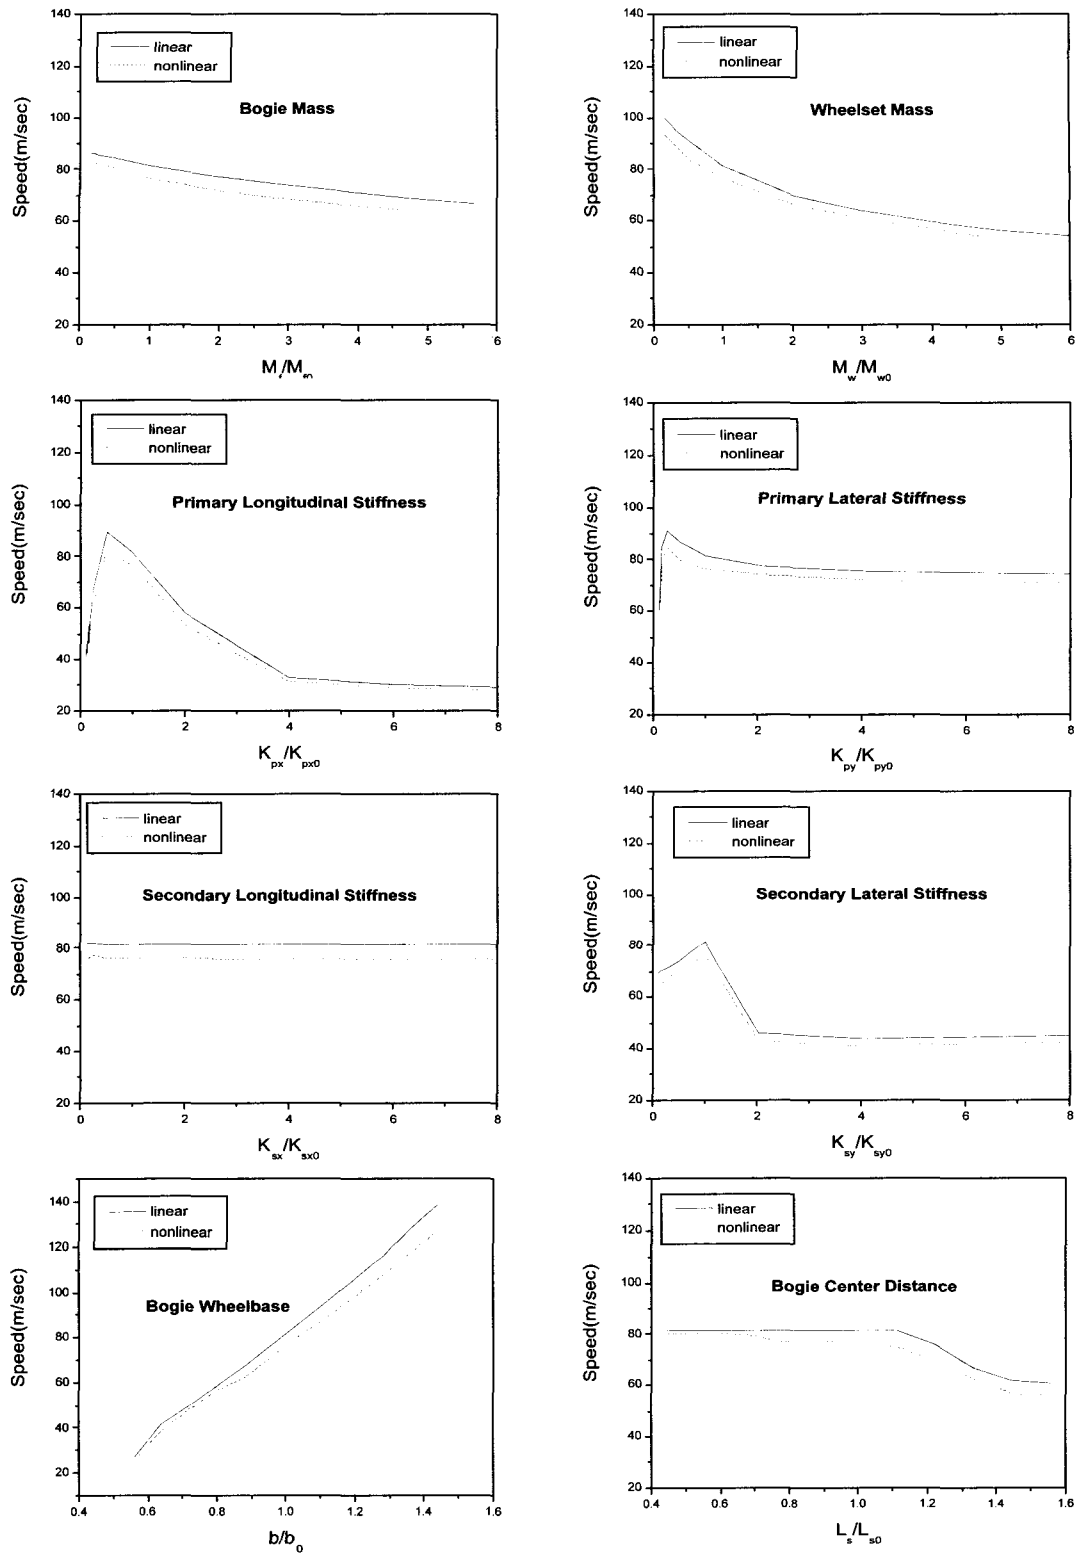 140
120
100
80
60
40
20
Speed(m/sec)
linear
nonlinear
Bogie Mass
0 1 2 3 4 5 6
M_f/M_f0
140
120
100
80
60
40
20
Speed(m/sec)
linear
nonlinear
Wheelset Mass
0 1 2 3 4 5 6
M_w/M_w0
140
120
100
80
60
40
20
Speed(m/sec)
linear
nonlinear
Primary Longitudinal Stiffness
0 2 4 6 8
K_px/K_px0
140
120
100
80
60
40
20
Speed(m/sec)
linear
nonlinear
Primary Lateral Stiffness
0 2 4 6 8
K_py/K_py0
140
120
100
80
60
40
20
Speed(m/sec)
linear
nonlinear
Secondary Longitudinal Stiffness
0 2 4 6 8
K_sx/K_sx0
140
120
100
80
60
40
20
Speed(m/sec)
linear
nonlinear
Secondary Lateral Stiffness
0 2 4 6 8
K_sy/K_sy0
140
120
100
80
60
40
20
Speed(m/sec)
linear
nonlinear
Bogie Wheelbase
0.4 0.6 0.8 1.0 1.2 1.4 1.6
b/b_0
140
120
100
80
60
40
20
Speed(m/sec)
linear
nonlinear
Bogie Center Distance
0.4 0.6 0.8 1.0 1.2 1.4 1.6
L_s/L_s0